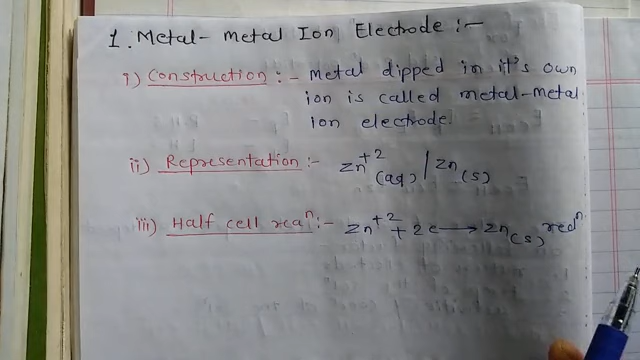 1. Metal - metal Ion Electrode :-
i) Construction :- Metal dipped in it's own
ion is called metal-metal
ion electrode.
ii) Representation :- Zn⁺²(aq) / Zn(s)
iii) Half cell reaⁿ :- Zn⁺² + 2e ⟶ Zn(s) redⁿ